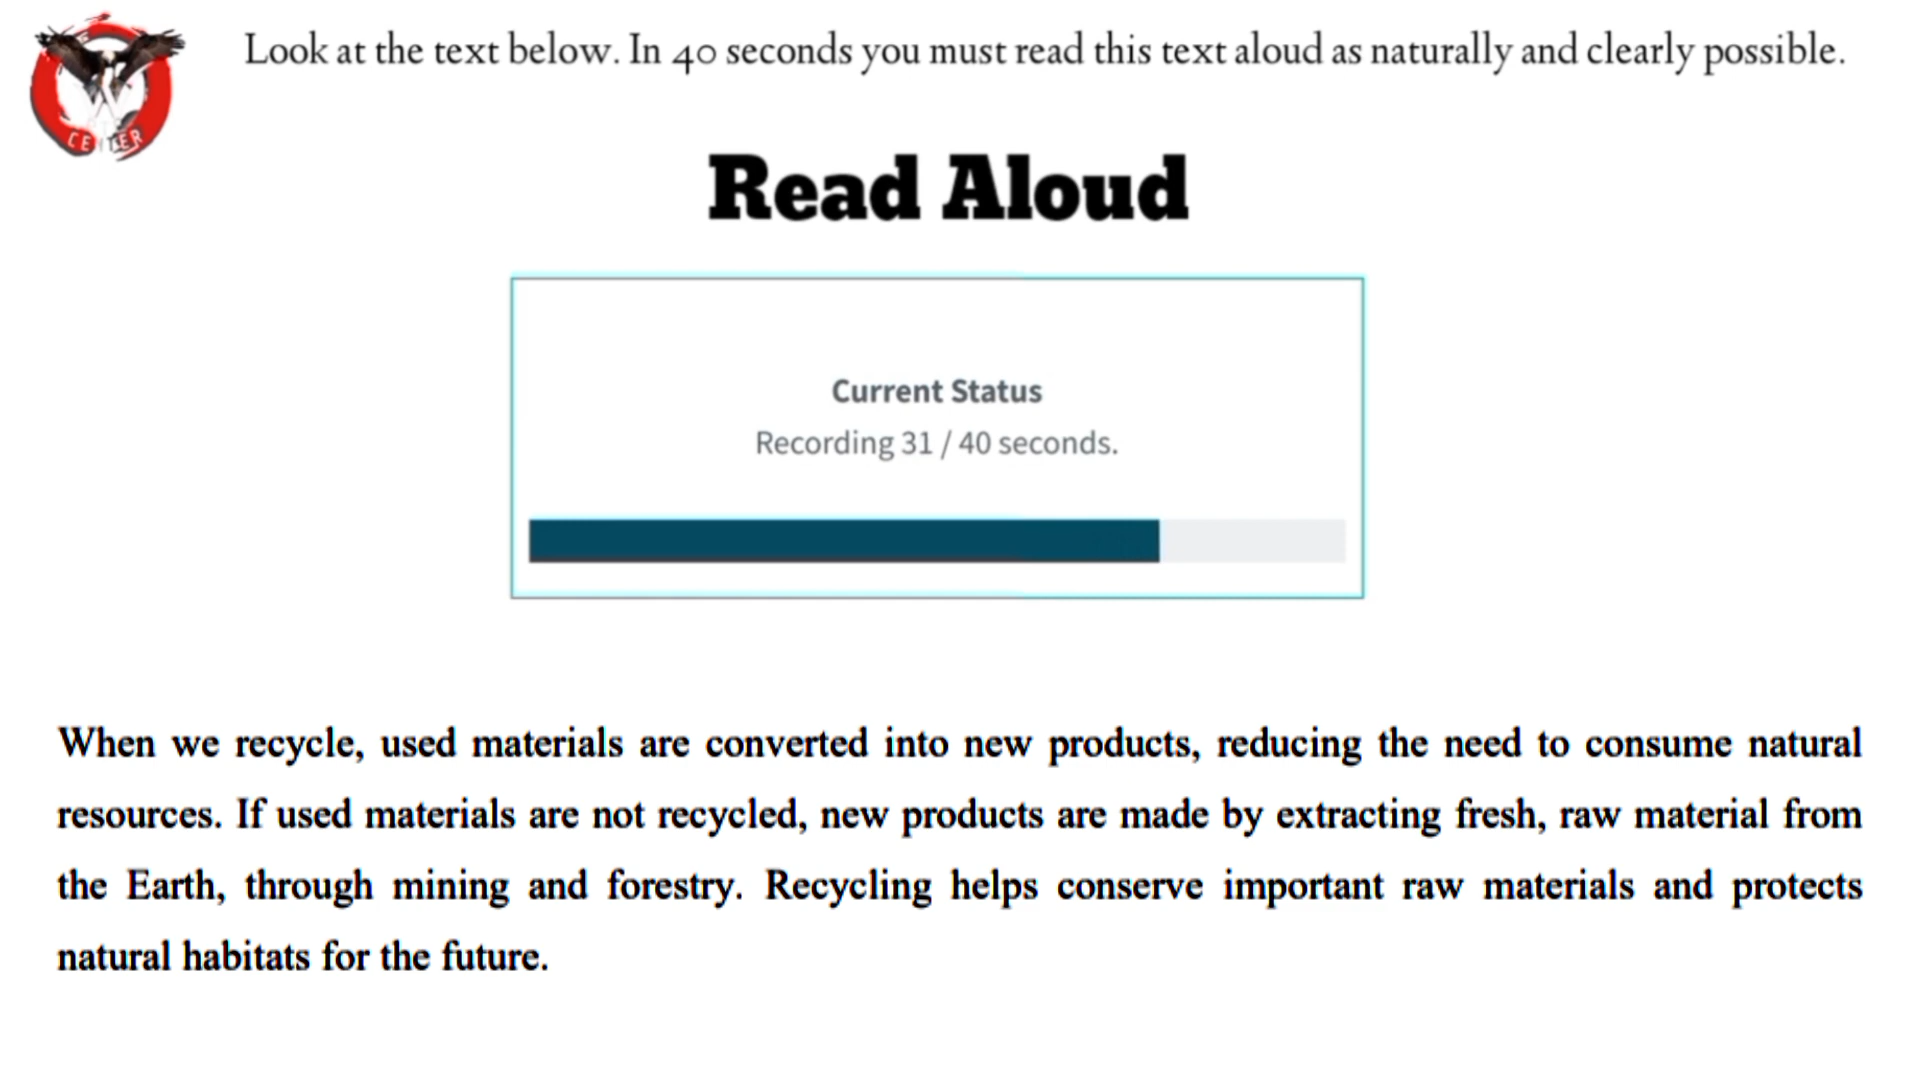 Look at the text below. In 40 seconds you must read this text aloud as naturally and clearly possible.
CENTER
Read Aloud
Current Status
Recording 31 / 40 seconds.
When we recycle, used materials are converted into new products, reducing the need to consume natural
resources. If used materials are not recycled, new products are made by extracting fresh, raw material from
the Earth, through mining and forestry. Recycling helps conserve important raw materials and protects
natural habitats for the future.